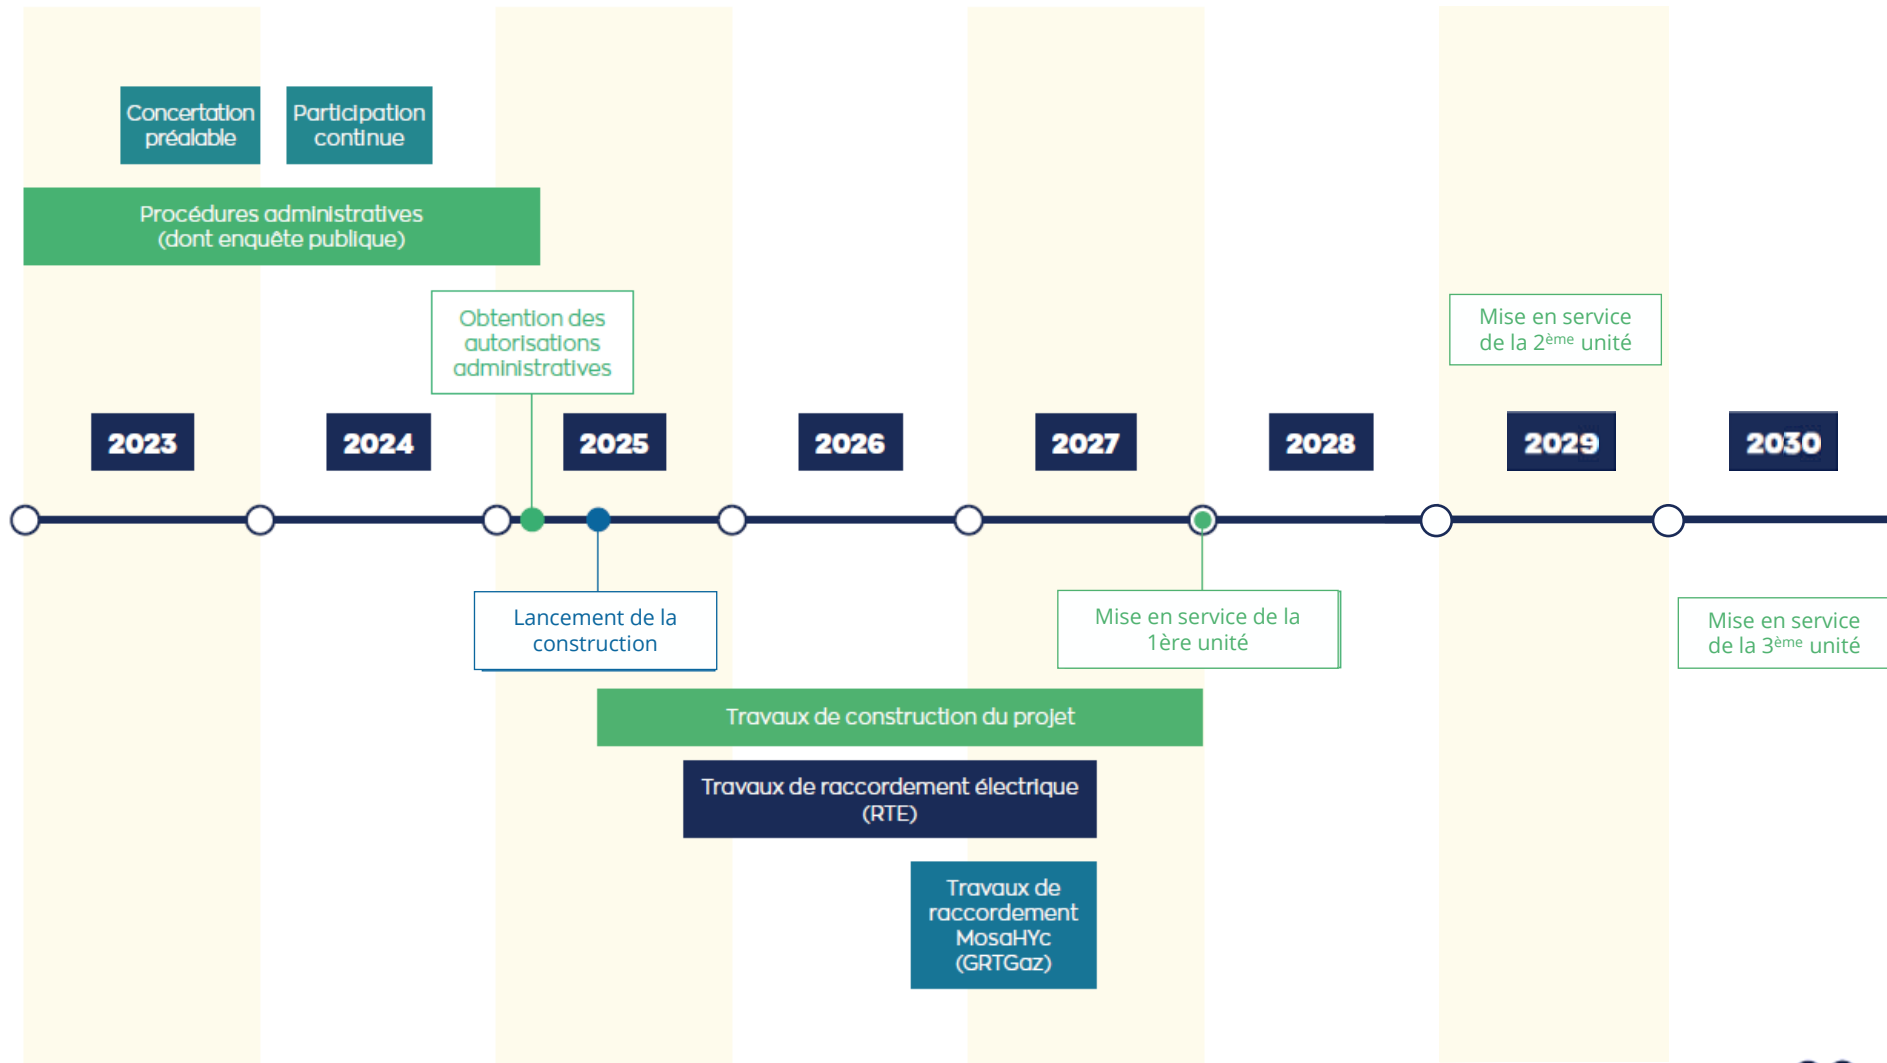 Concertation
préalable
Participation
continue
Procédures administratives
(dont enquête publique)
Obtention des
autorisations
administratives
Mise en service
de la 2ème unité
2023
2024
2025
2026
2027
2028
2029
2030
Lancement de la
construction
Mise en service de la
1ère unité
Mise en service
de la 3ème unité
Travaux de construction du projet
Travaux de raccordement électrique
(RTE)
Travaux de
raccordement
MosaHYc
(GRTGaz)